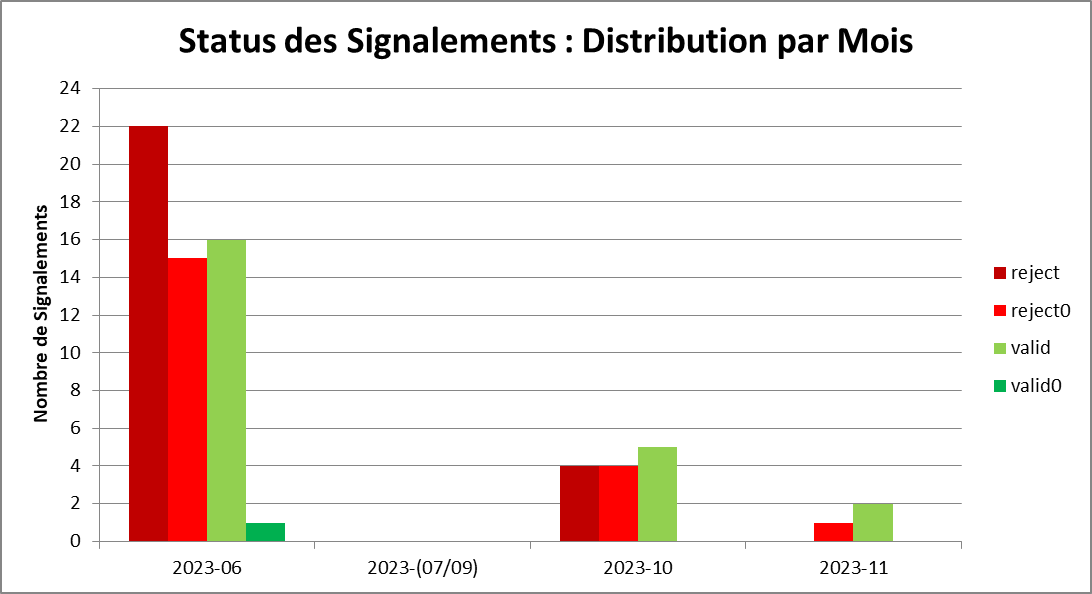 Status des Signalements : Distribution par Mois
Nombre de Signalements
24
22
20
18
16
14
12
10
8
6
4
2
0
2023-06
2023-(07/09)
2023-10
2023-11
reject
reject0
valid
valid0